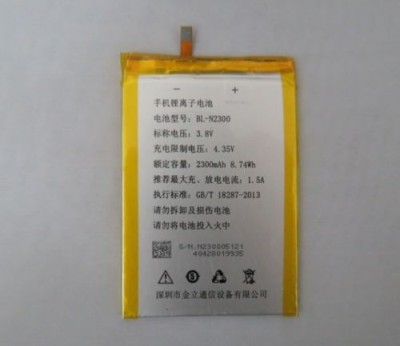 - +
手机锂离子电池
电池型号：BL-N2300
标称电压：3.8V
充电限制电压：4.35V
额定容量：2300mAh 8.74Wh
推荐最大充、放电电流：1.5A
执行标准：GB/T 18287-2013
请勿拆卸及损伤电池
请勿将电池投入火中
S/N:N230805121
40428019935
深圳市金立通信设备有限公司